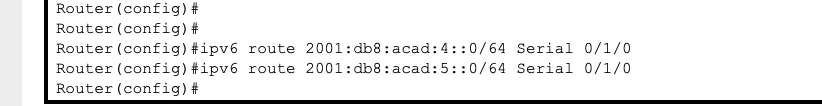 Router(config)#
Router(config)#
Router(config)#ipv6 route 2001:db8:acad:4::0/64 Serial 0/1/0
Router(config)#ipv6 route 2001:db8:acad:5::0/64 Serial 0/1/0
Router(config)#